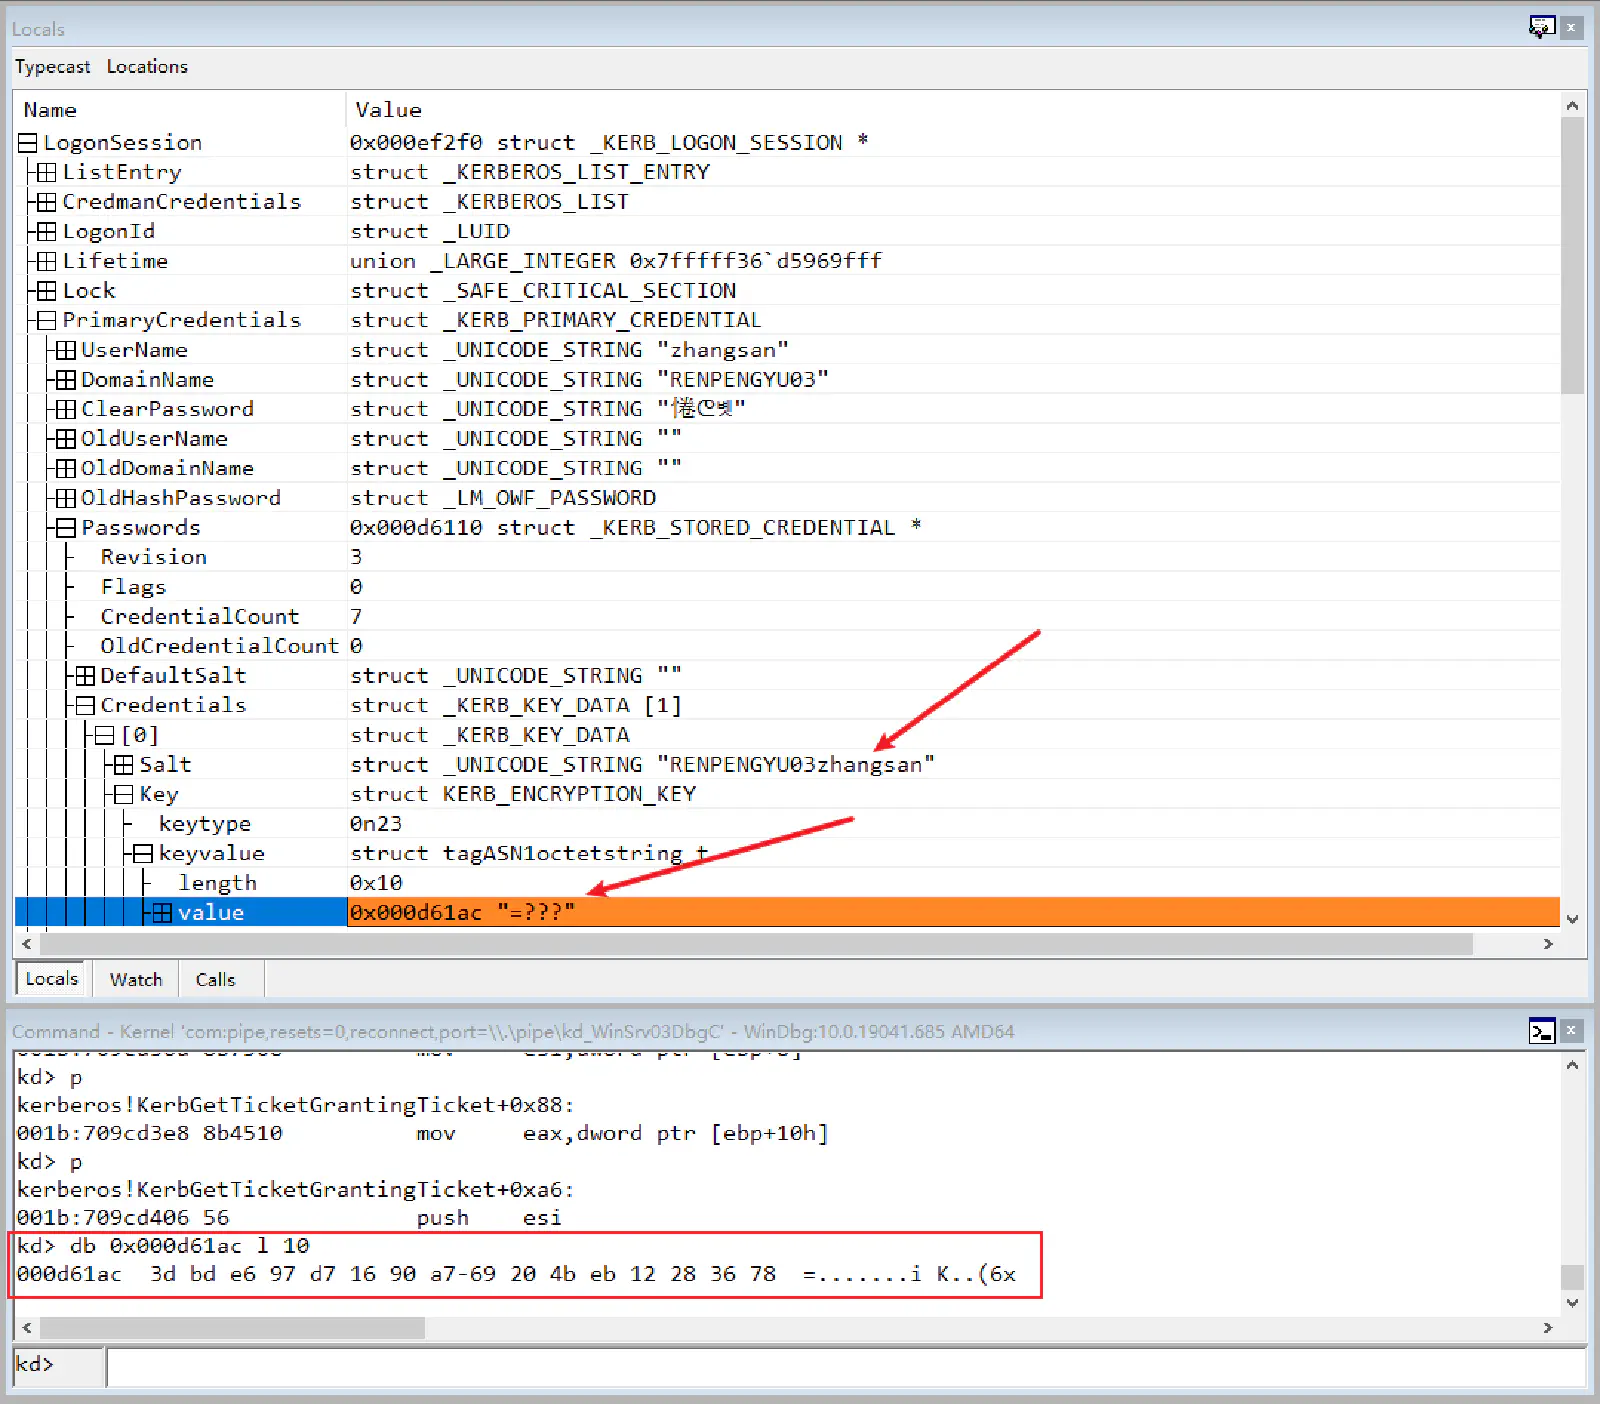 Locals
Typecast Locations
Name Value
LogonSession 0x000ef2f0 struct _KERB_LOGON_SESSION *
ListEntry struct _KERBEROS_LIST_ENTRY
CredmanCredentials struct _KERBEROS_LIST
LogonId struct _LUID
Lifetime union _LARGE_INTEGER 0x7fffff36`d5969fff
Lock struct _SAFE_CRITICAL_SECTION
PrimaryCredentials struct _KERB_PRIMARY_CREDENTIAL
UserName struct _UNICODE_STRING "zhangsan"
DomainName struct _UNICODE_STRING "RENPENGYU03"
ClearPassword struct _UNICODE_STRING
OldUserName struct _UNICODE_STRING ""
OldDomainName struct _UNICODE_STRING ""
OldHashPassword struct _LM_OWF_PASSWORD
Passwords 0x000d6110 struct _KERB_STORED_CREDENTIAL *
Revision 3
Flags 0
CredentialCount 7
OldCredentialCount 0
DefaultSalt struct _UNICODE_STRING ""
Credentials struct _KERB_KEY_DATA [1]
[0] struct _KERB_KEY_DATA
Salt struct _UNICODE_STRING "RENPENGYU03zhangsan"
Key struct KERB_ENCRYPTION_KEY
keytype 0n23
keyvalue struct tagASN1octetstring_t
length 0x10
value 0x000d61ac "=???"
Locals Watch Calls
Command - Kernel 'com:pipe,resets=0,reconnect,port=\\.\pipe\kd_WinSrv03DbgC' - WinDbg:10.0.19041.685 AMD64
kd> p
kerberos!KerbGetTicketGrantingTicket+0x88:
001b:709cd3e8 8b4510 mov eax,dword ptr [ebp+10h]
kd> p
kerberos!KerbGetTicketGrantingTicket+0xa6:
001b:709cd406 56 push esi
kd> db 0x000d61ac l 10
000d61ac 3d bd e6 97 d7 16 90 a7-69 20 4b eb 12 28 36 78 =.......i K..(6x
kd>